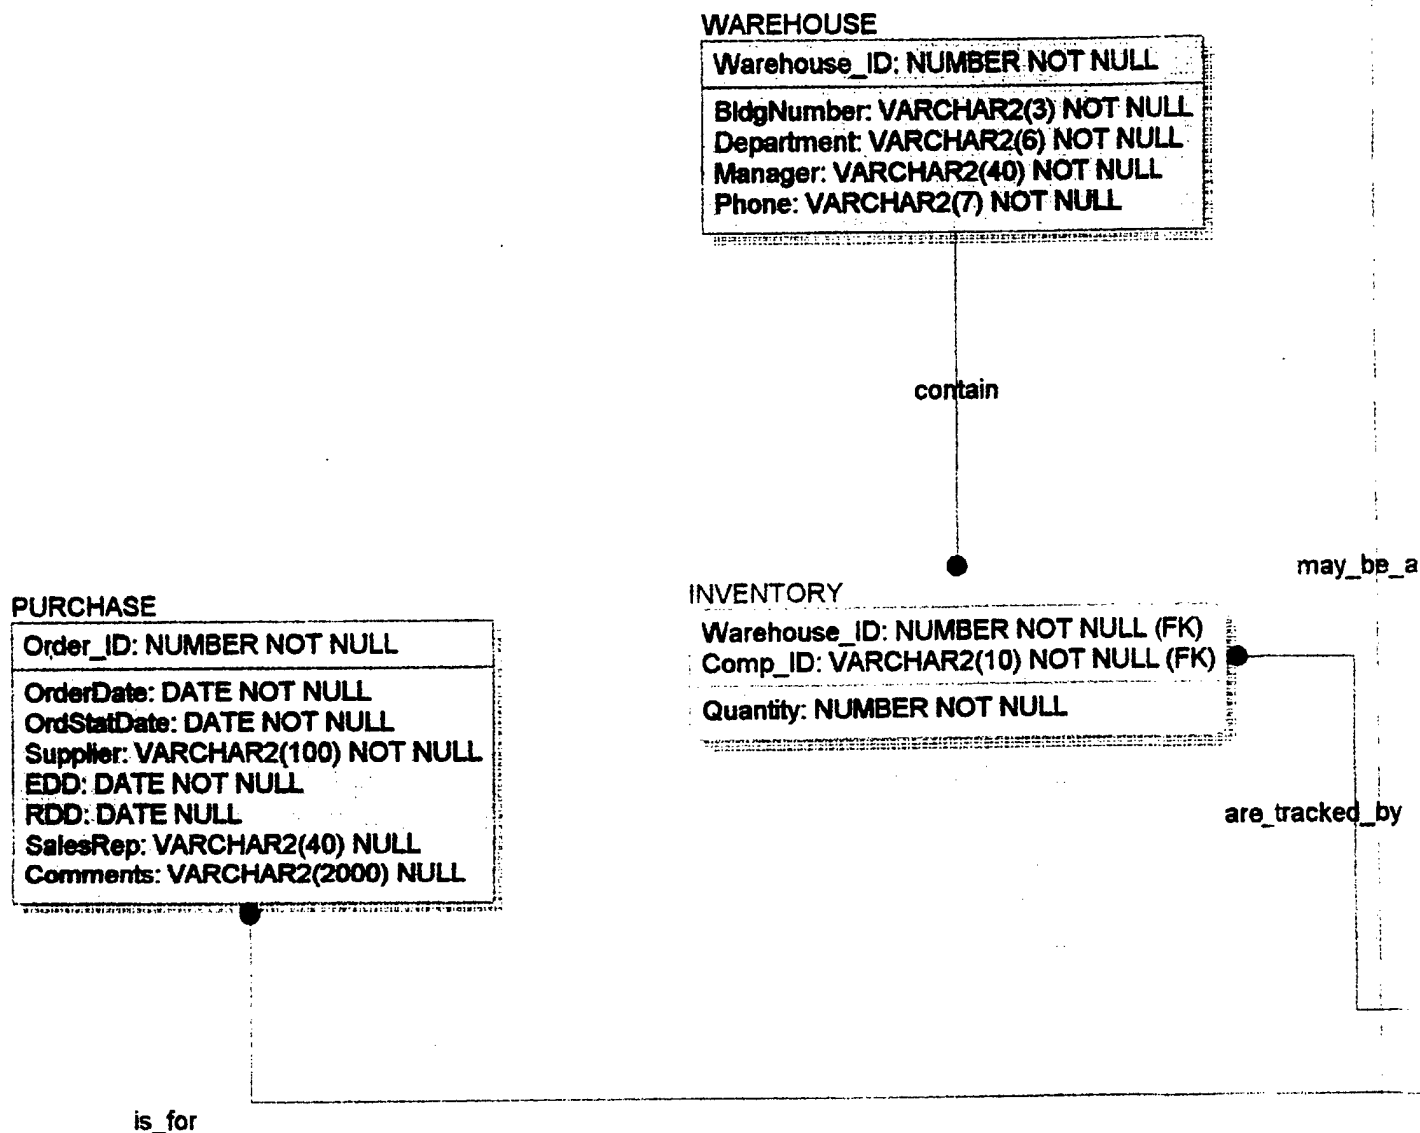 WAREHOUSE
Warehouse_ID: NUMBER NOT NULL
BldgNumber: VARCHAR2(3) NOT NULL
Department: VARCHAR2(6) NOT NULL
Manager: VARCHAR2(40) NOT NULL
Phone: VARCHAR2(7) NOT NULL
contain
may_be_a
INVENTORY
Warehouse_ID: NUMBER NOT NULL (FK)
Comp_ID: VARCHAR2(10) NOT NULL (FK)
Quantity: NUMBER NOT NULL
PURCHASE
Order_ID: NUMBER NOT NULL
OrderDate: DATE NOT NULL
OrdStatDate: DATE NOT NULL
Supplier: VARCHAR2(100) NOT NULL
EDD: DATE NOT NULL
RDD: DATE NULL
SalesRep: VARCHAR2(40) NULL
Comments: VARCHAR2(2000) NULL
are_tracked_by
is_for